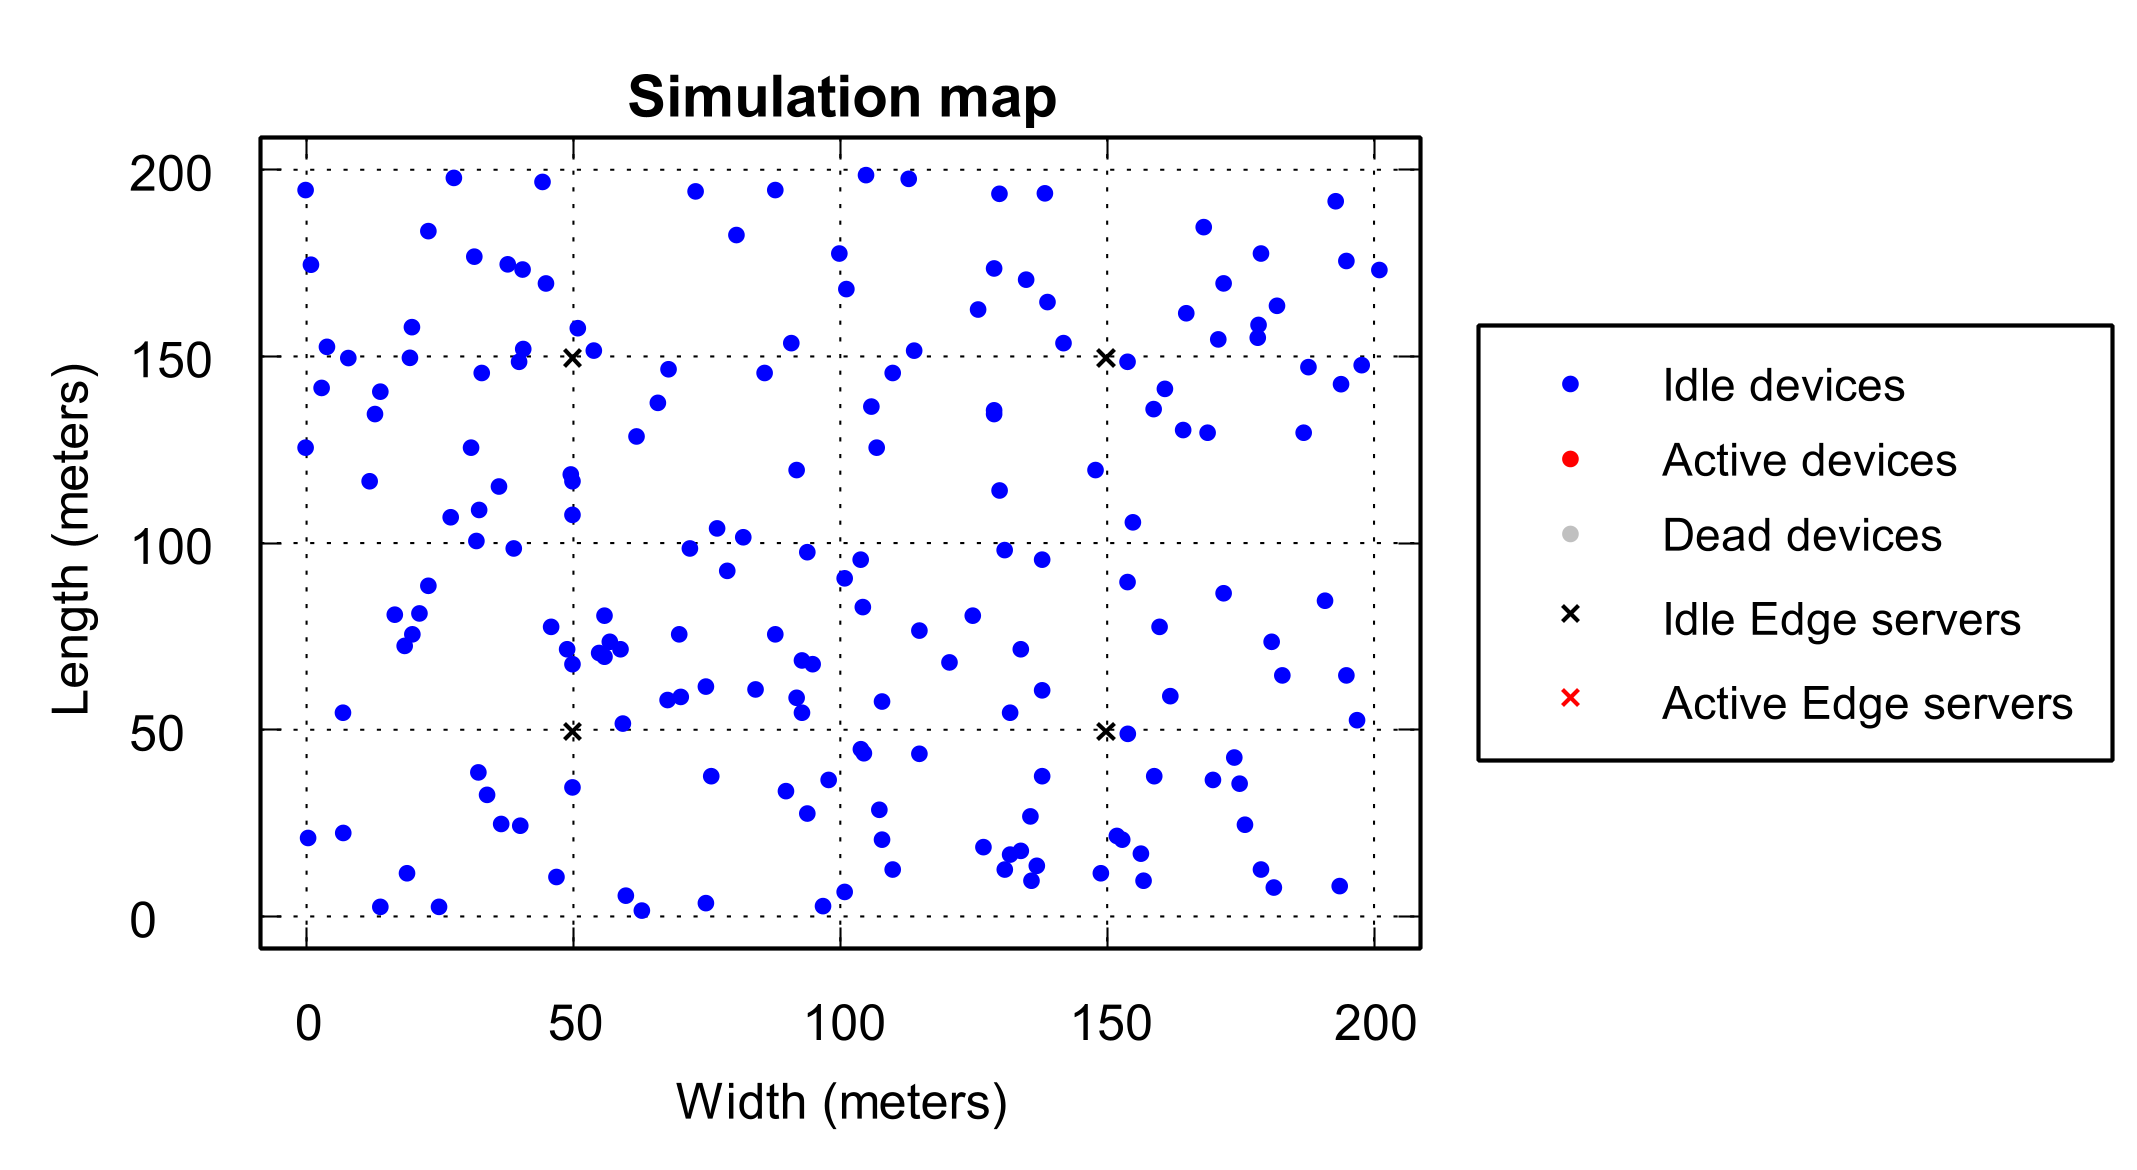 Simulation map
200
150
100
50
0
Length (meters)
0 50 100 150 200
Width (meters)
Idle devices
Active devices
Dead devices
Idle Edge servers
Active Edge servers